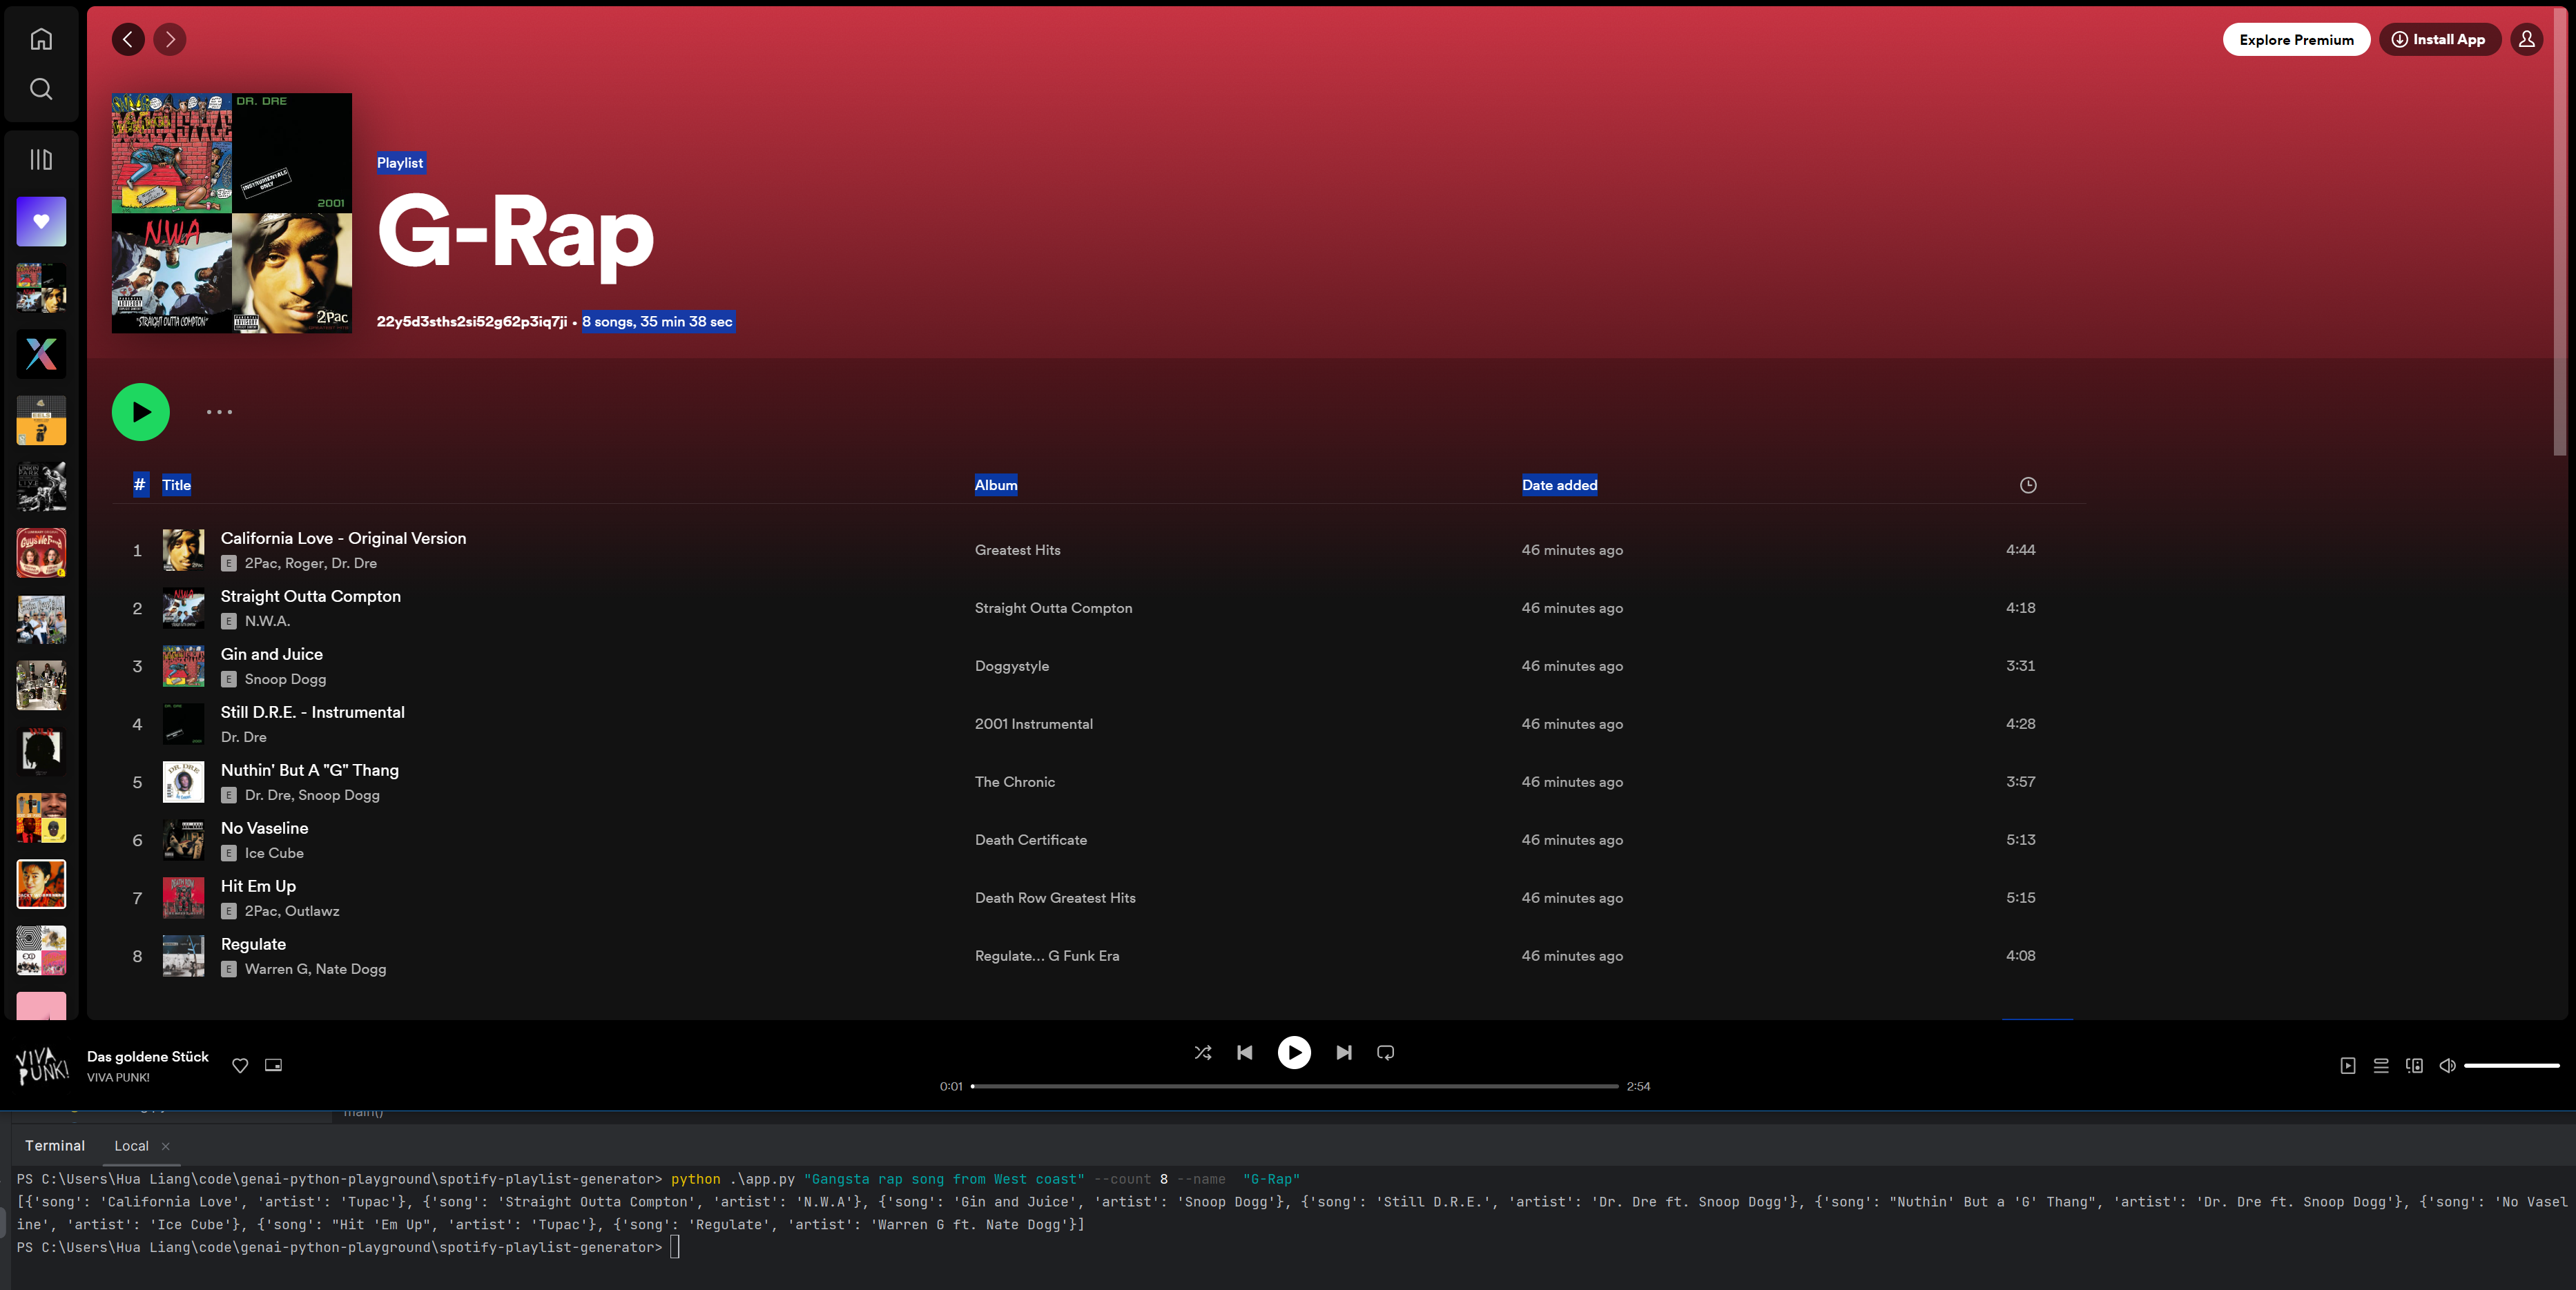 Explore Premium
Install App
DR. DRE
INSTRUMENTALS ONLY
2001
N.W.A
"STRAIGHT OUTTA COMPTON"
2Pac
Playlist
G-Rap
22y5d3sths2si52g62p3iq7ji • 8 songs, 35 min 38 sec
# Title Album Date added
1 California Love - Original Version Greatest Hits 46 minutes ago 4:44
E 2Pac, Roger, Dr. Dre
2 Straight Outta Compton Straight Outta Compton 46 minutes ago 4:18
E N.W.A.
3 Gin and Juice Doggystyle 46 minutes ago 3:31
E Snoop Dogg
4 Still D.R.E. - Instrumental 2001 Instrumental 46 minutes ago 4:28
Dr. Dre
5 Nuthin' But A "G" Thang The Chronic 46 minutes ago 3:57
E Dr. Dre, Snoop Dogg
6 No Vaseline Death Certificate 46 minutes ago 5:13
E Ice Cube
7 Hit Em Up Death Row Greatest Hits 46 minutes ago 5:15
E 2Pac, Outlawz
8 Regulate Regulate… G Funk Era 46 minutes ago 4:08
E Warren G, Nate Dogg
VIVA PUNK!
Das goldene Stück
VIVA PUNK!
0:01 2:54
main()
Terminal Local ×
PS C:\Users\Hua Liang\code\genai-python-playground\spotify-playlist-generator> python .\app.py "Gangsta rap song from West coast" --count 8 --name  "G-Rap"
[{'song': 'California Love', 'artist': 'Tupac'}, {'song': 'Straight Outta Compton', 'artist': 'N.W.A'}, {'song': 'Gin and Juice', 'artist': 'Snoop Dogg'}, {'song': 'Still D.R.E.', 'artist': 'Dr. Dre ft. Snoop Dogg'}, {'song': "Nuthin' But a 'G' Thang", 'artist': 'Dr. Dre ft. Snoop Dogg'}, {'song': 'No Vasel
ine', 'artist': 'Ice Cube'}, {'song': "Hit 'Em Up", 'artist': 'Tupac'}, {'song': 'Regulate', 'artist': 'Warren G ft. Nate Dogg'}]
PS C:\Users\Hua Liang\code\genai-python-playground\spotify-playlist-generator>